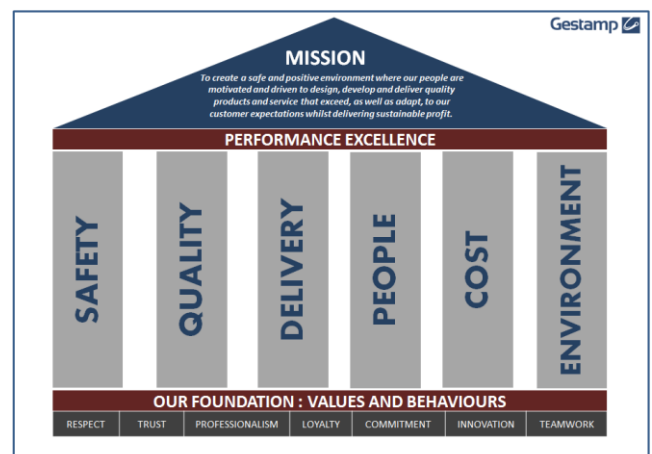 Gestamp
MISSION
To create a safe and positive environment where our people are
motivated and driven to design, develop and deliver quality
products and service that exceed, as well as adapt, to our
customer expectations whilst delivering sustainable profit.
PERFORMANCE EXCELLENCE
SAFETY
QUALITY
DELIVERY
PEOPLE
COST
ENVIRONMENT
OUR FOUNDATION : VALUES AND BEHAVIOURS
RESPECT TRUST PROFESSIONALISM LOYALTY COMMITMENT INNOVATION TEAMWORK